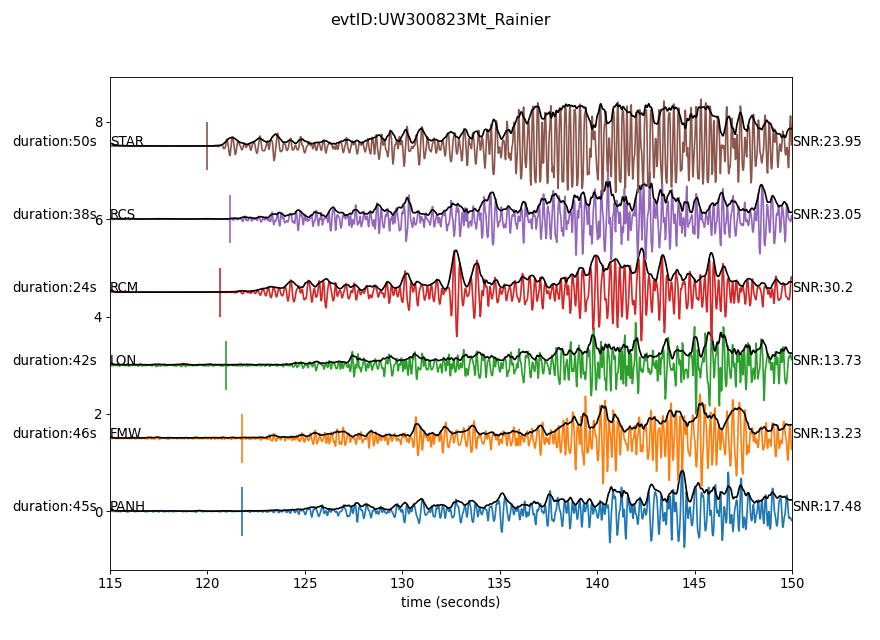 evtID:UW300823Mt_Rainier
8
duration:50s STAR SNR:23.95
duration:38s RCS SNR:23.05
6
duration:24s RCM SNR:30.2
4
duration:42s LON SNR:13.73
2
duration:46s FMW SNR:13.23
duration:45s PANH SNR:17.48
0
115 120 125 130 135 140 145 150
time (seconds)